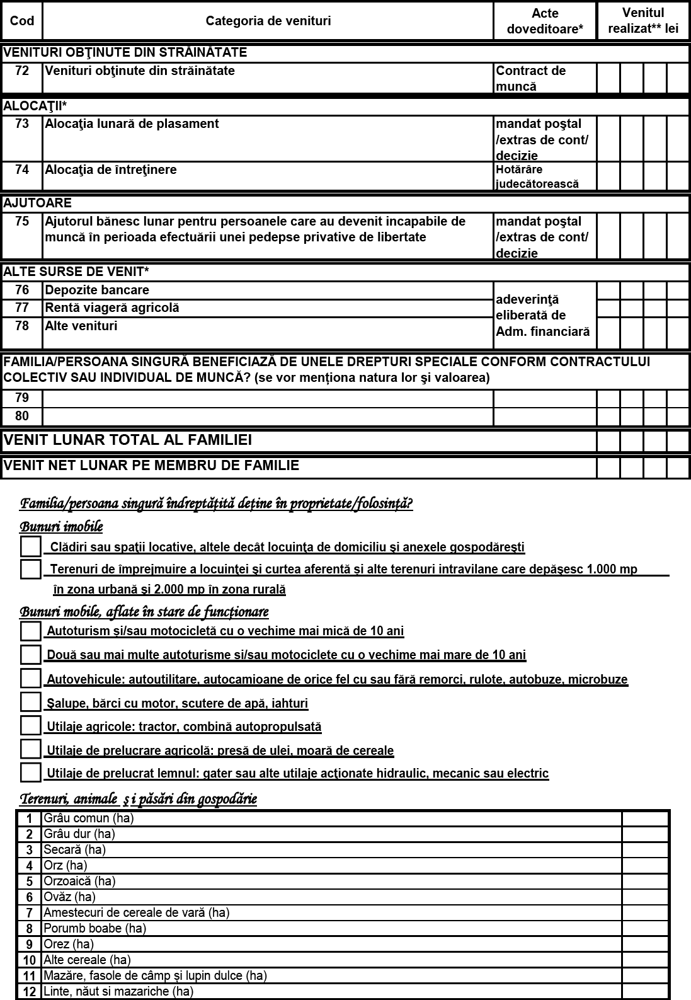 Cod Categoria de venituri Acte doveditoare* Venitul realizat** lei
VENITURI OBŢINUTE DIN STRĂINĂTATE
72 Venituri obţinute din străinătate Contract de
muncă
ALOCAŢII*
73 Alocaţia lunară de plasament mandat poştal
/extras de cont/
decizie
74 Alocaţia de întreţinere Hotărâre
judecătorească
AJUTOARE
75 Ajutorul bănesc lunar pentru persoanele care au devenit incapabile de mandat poştal
muncă în perioada efectuării unei pedepse privative de libertate /extras de cont/
decizie
ALTE SURSE DE VENIT*
76 Depozite bancare
77 Rentă viageră agricolă
78 Alte venituri
adeverinţă
eliberată de
Adm. financiară
FAMILIA/PERSOANA SINGURĂ BENEFICIAZĂ DE UNELE DREPTURI SPECIALE CONFORM CONTRACTULUI
COLECTIV SAU INDIVIDUAL DE MUNCĂ? (se vor menționa natura lor şi valoarea)
79
80
VENIT LUNAR TOTAL AL FAMILIEI
VENIT NET LUNAR PE MEMBRU DE FAMILIE
Familia/persoana singură îndreptățită deține în proprietate/folosință?
Bunuri imobile
Clădiri sau spaţii locative, altele decât locuinţa de domiciliu şi anexele gospodăreşti
Terenuri de împrejmuire a locuinţei şi curtea aferentă și alte terenuri intravilane care depăşesc 1.000 mp
în zona urbană şi 2.000 mp în zona rurală
Bunuri mobile, aflate în stare de funcționare
Autoturism și/sau motocicletă cu o vechime mai mică de 10 ani
Două sau mai multe autoturisme si/sau motociclete cu o vechime mai mare de 10 ani
Autovehicule: autoutilitare, autocamioane de orice fel cu sau fără remorci, rulote, autobuze, microbuze
Şalupe, bărci cu motor, scutere de apă, iahturi
Utilaje agricole: tractor, combină autopropulsată
Utilaje de prelucrare agricolă: presă de ulei, moară de cereale
Utilaje de prelucrat lemnul: gater sau alte utilaje acţionate hidraulic, mecanic sau electric
Terenuri, animale ş i păsări din gospodărie
1 Grâu comun (ha)
2 Grâu dur (ha)
3 Secară (ha)
4 Orz (ha)
5 Orzoaică (ha)
6 Ovăz (ha)
7 Amestecuri de cereale de vară (ha)
8 Porumb boabe (ha)
9 Orez (ha)
10 Alte cereale (ha)
11 Mazăre, fasole de câmp și lupin dulce (ha)
12 Linte, năut si mazariche (ha)